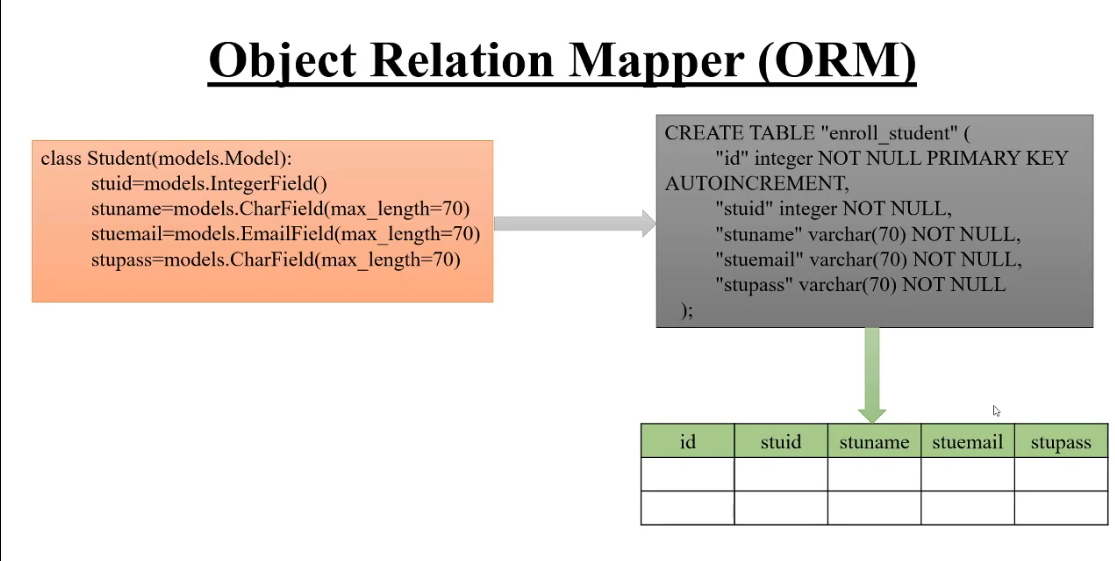 Object Relation Mapper (ORM)
class Student(models.Model):
stuid=models.IntegerField()
stuname=models.CharField(max_length=70)
stuemail=models.EmailField(max_length=70)
stupass=models.CharField(max_length=70)
CREATE TABLE "enroll_student" (
"id" integer NOT NULL PRIMARY KEY
AUTOINCREMENT,
"stuid" integer NOT NULL,
"stuname" varchar(70) NOT NULL,
"stuemail" varchar(70) NOT NULL,
"stupass" varchar(70) NOT NULL
);
id stuid stuname stuemail stupass